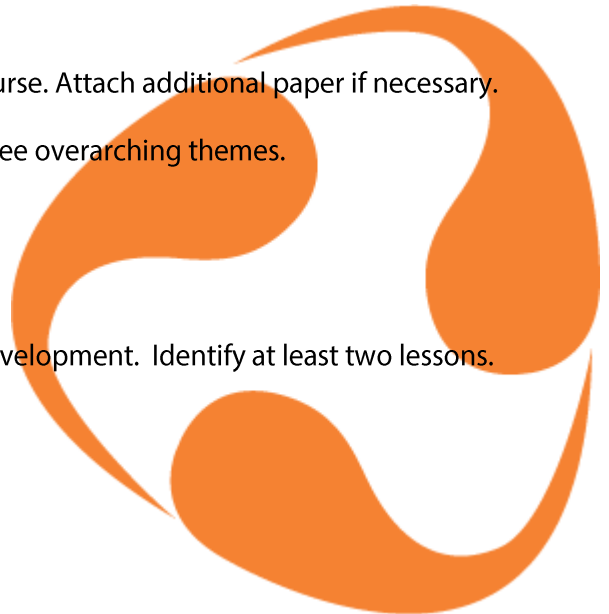 urse. Attach additional paper if necessary.
ee overarching themes.
velopment.  Identify at least two lessons.